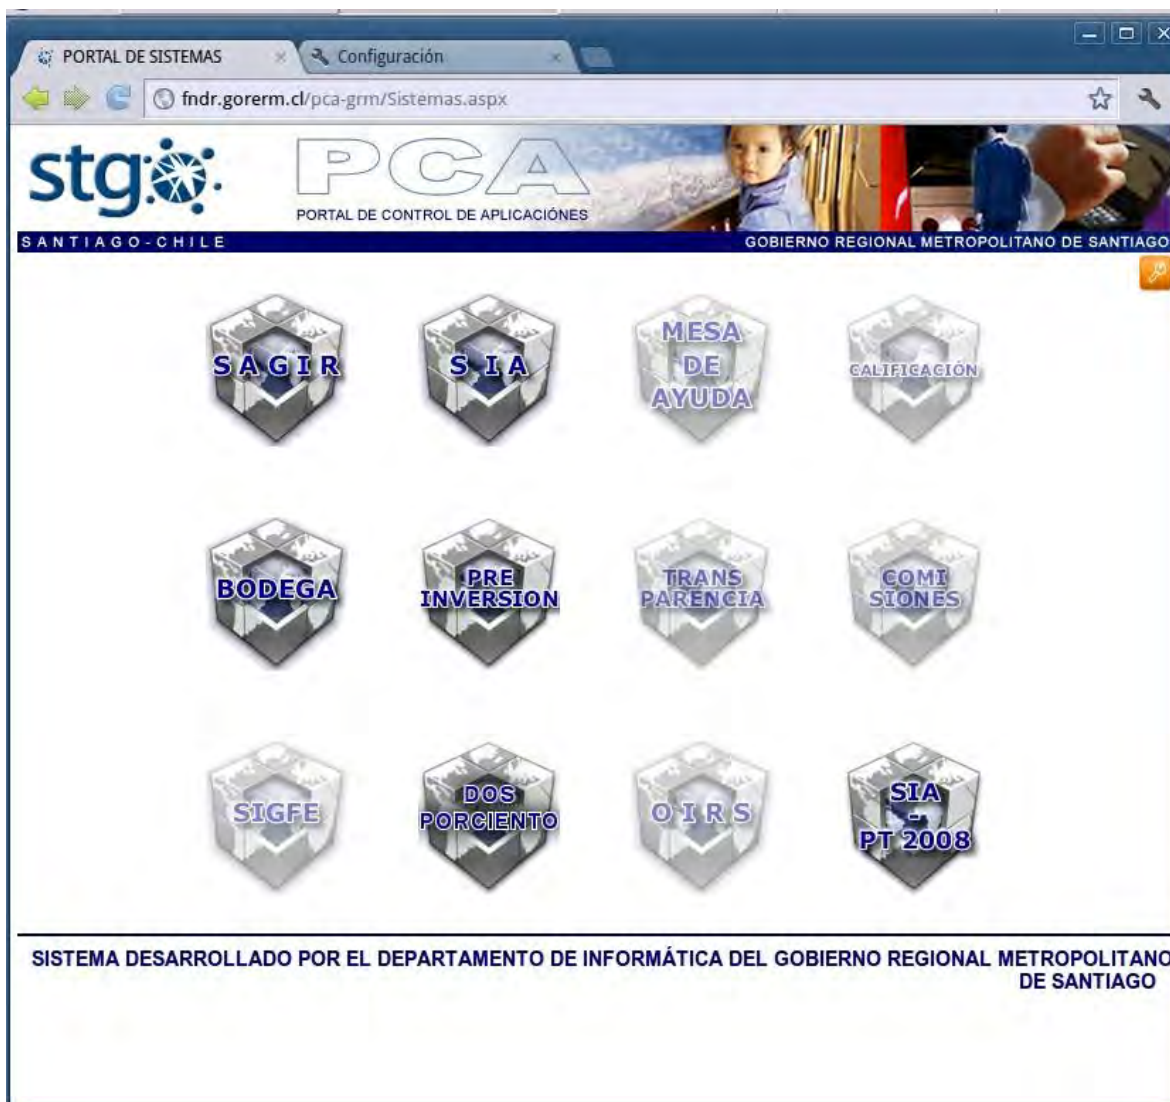 PORTAL DE SISTEMAS
Configuración
fndr.gorerm.cl/pca-grm/Sistemas.aspx
stgo
PCA
PORTAL DE CONTROL DE APLICACIÓNES
SANTIAGO-CHILE
GOBIERNO REGIONAL METROPOLITANO DE SANTIAGO
SAGIR
SIA
MESA
DE
AYUDA
CALIFICACIÓN
BODEGA
PRE
INVERSION
TRANS
PARENCIA
COMI
SIONES
SIGFE
DOS
PORCIENTO
OIRS
SIA
-
PT 2008
SISTEMA DESARROLLADO POR EL DEPARTAMENTO DE INFORMÁTICA DEL GOBIERNO REGIONAL METROPOLITANO
DE SANTIAGO